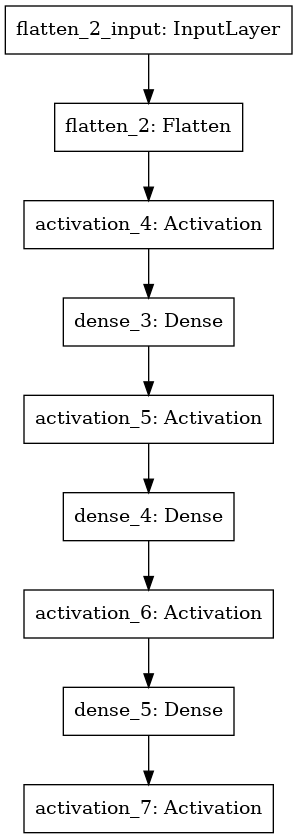 flatten_2_input: InputLayer
flatten_2: Flatten
activation_4: Activation
dense_3: Dense
activation_5: Activation
dense_4: Dense
activation_6: Activation
dense_5: Dense
activation_7: Activation